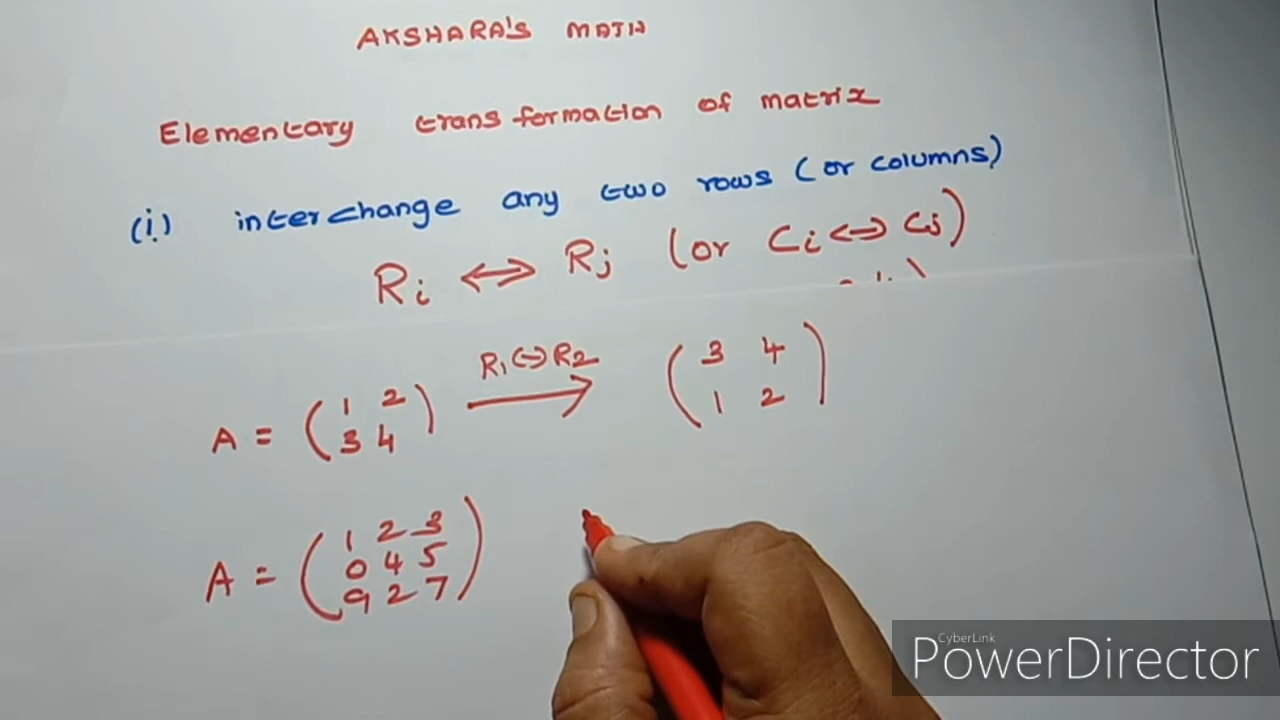 AKSHARA'S MATH
Elementary transformation of matrix
(i) interchange any two rows (or columns)
Ri ⇔ Rj (or Ci ⇔ Cj)
R1 ⇔ R2
A = (1 2 3 4) → (3 4 1 2)
A = (1 2 3 0 4 5 9 2 7)
CyberLink
PowerDirector